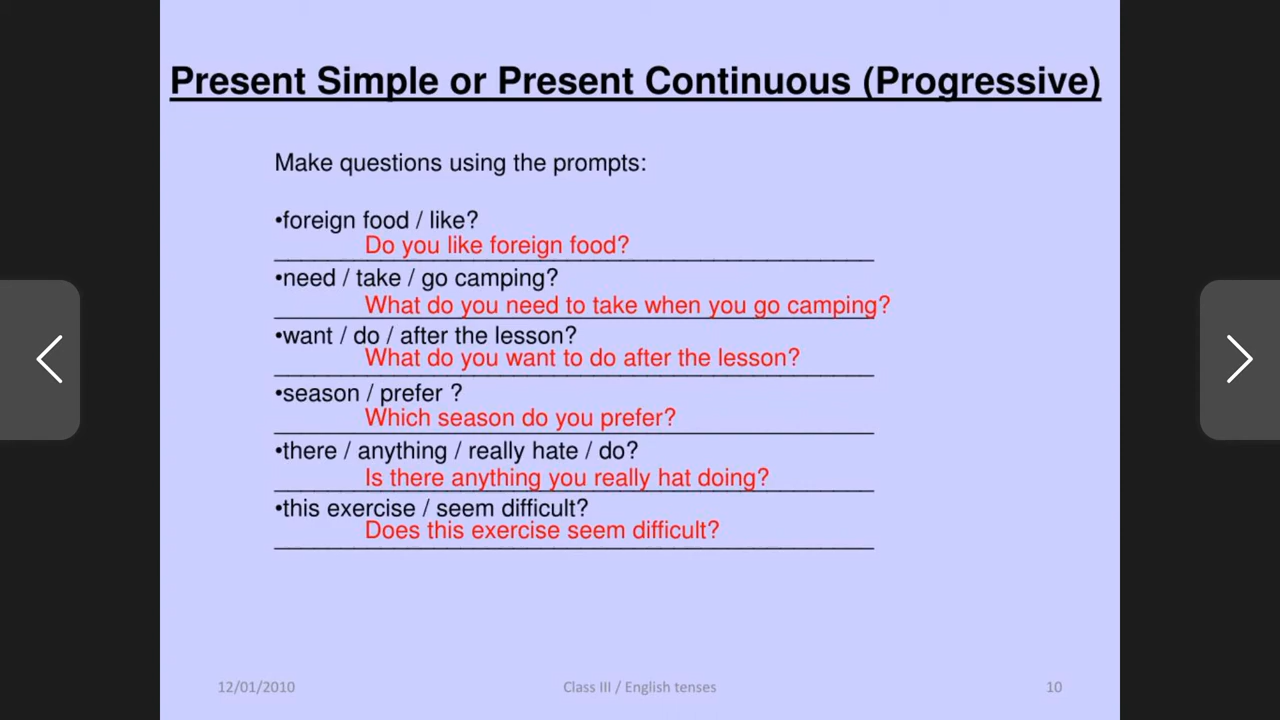 Present Simple or Present Continuous (Progressive)
Make questions using the prompts:
•foreign food / like?
Do you like foreign food?
•need / take / go camping?
What do you need to take when you go camping?
•want / do / after the lesson?
What do you want to do after the lesson?
•season / prefer ?
Which season do you prefer?
•there / anything / really hate / do?
Is there anything you really hat doing?
•this exercise / seem difficult?
Does this exercise seem difficult?
12/01/2010
Class III / English tenses
10